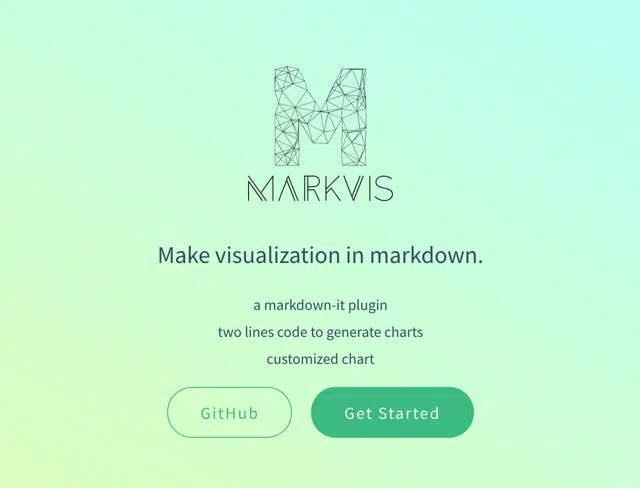 M
MARKVIS
Make visualization in markdown.
a markdown-it plugin
two lines code to generate charts
customized chart
GitHub
Get Started